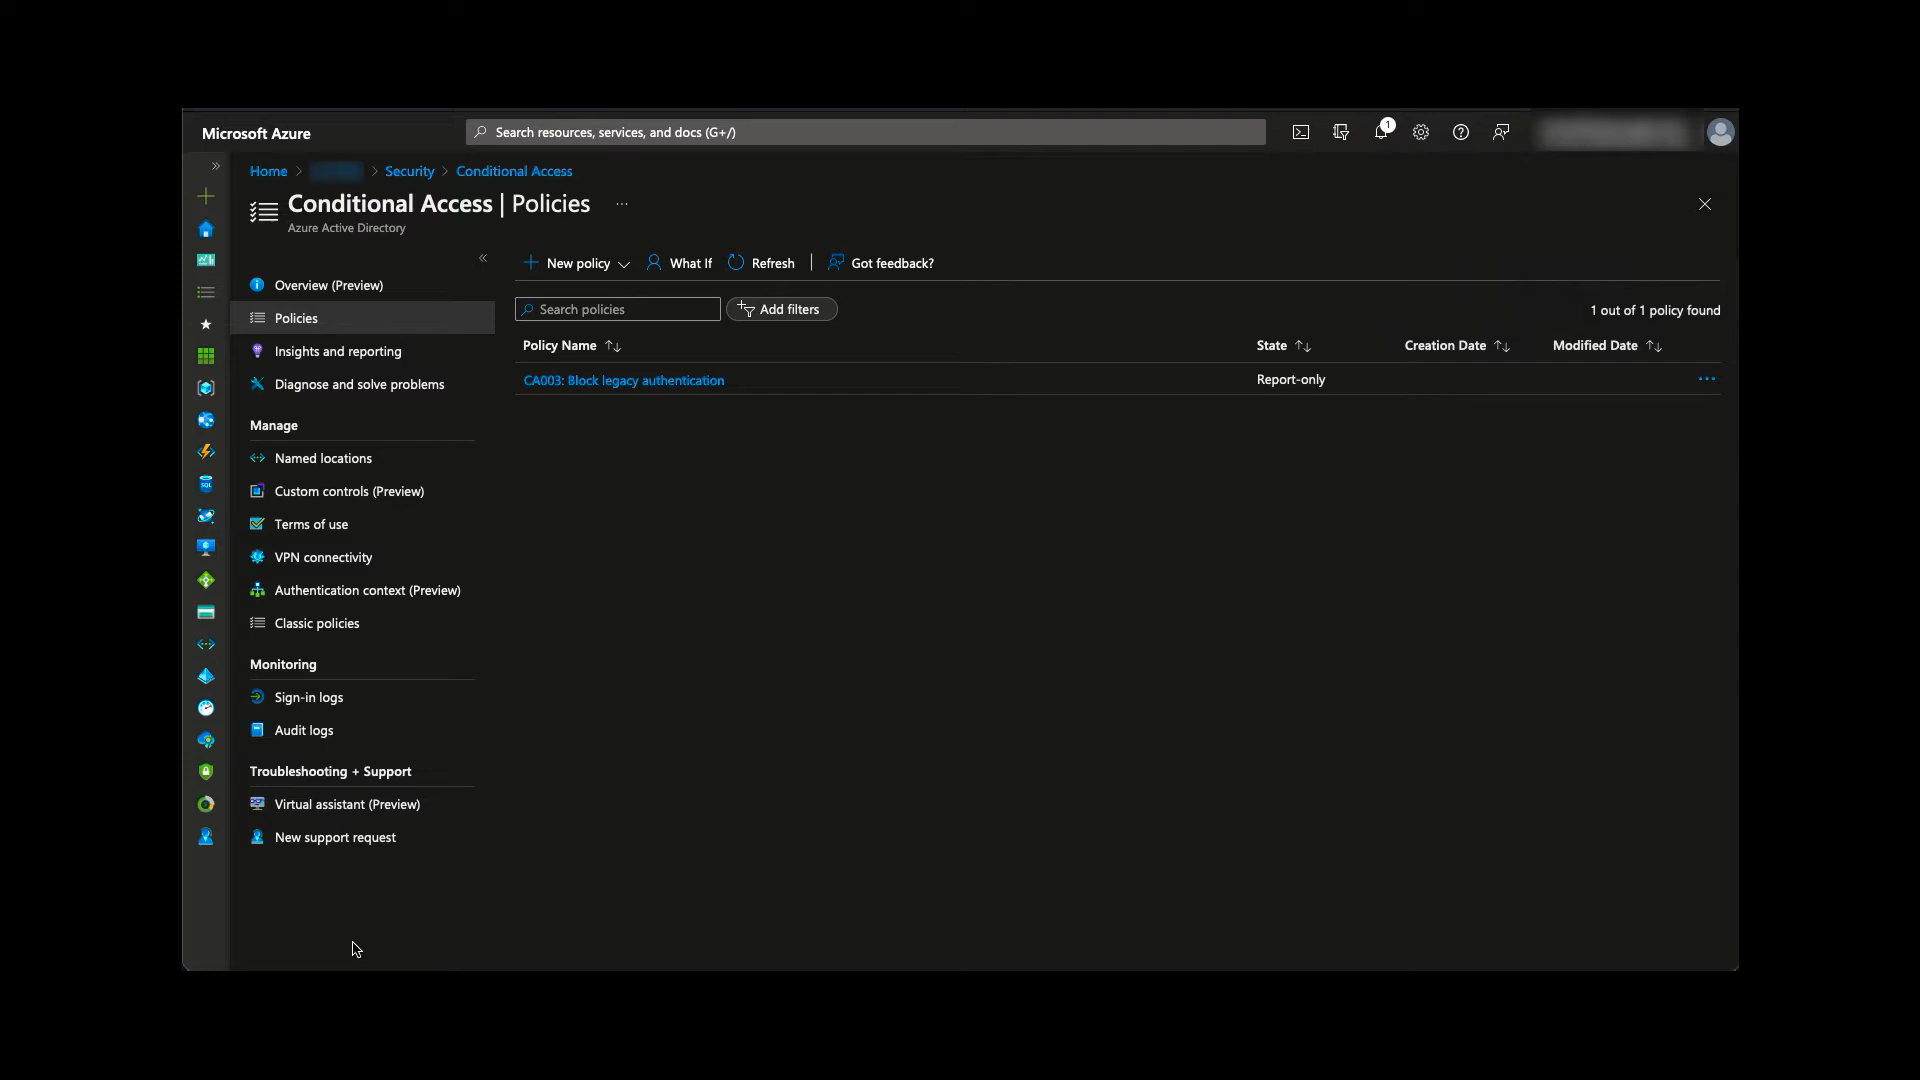 Microsoft Azure
Search resources, services, and docs (G+/)
1
Home > > Security > Conditional Access
Conditional Access | Policies ...
Azure Active Directory
Overview (Preview)
Policies
Insights and reporting
Diagnose and solve problems
Manage
Named locations
Custom controls (Preview)
Terms of use
VPN connectivity
Authentication context (Preview)
Classic policies
Monitoring
Sign-in logs
Audit logs
Troubleshooting + Support
Virtual assistant (Preview)
New support request
New policy What If Refresh | Got feedback?
Search policies Add filters 1 out of 1 policy found
Policy Name State Creation Date Modified Date
CA003: Block legacy authentication Report-only ...
SQL